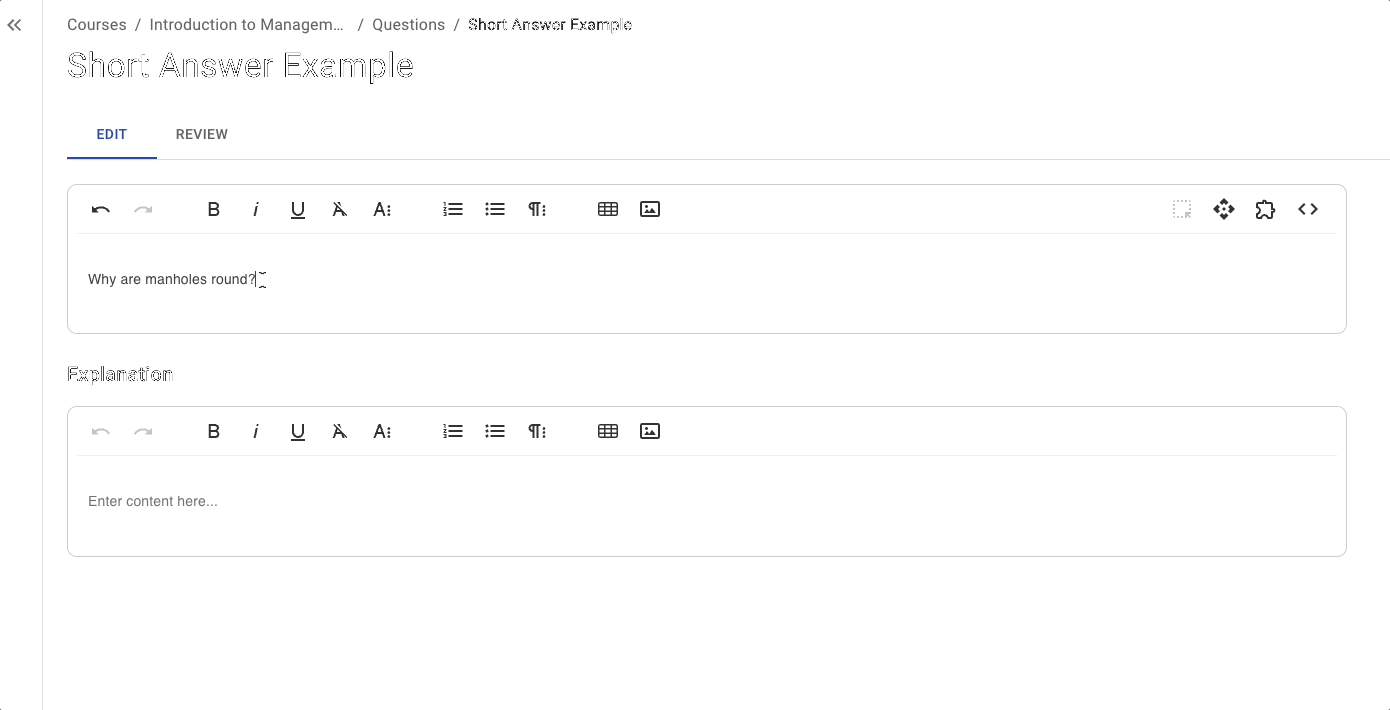 Courses / Introduction to Managem... / Questions / Short Answer Example
Short Answer Example
EDIT REVIEW
Why are manholes round?
Explanation
Enter content here...